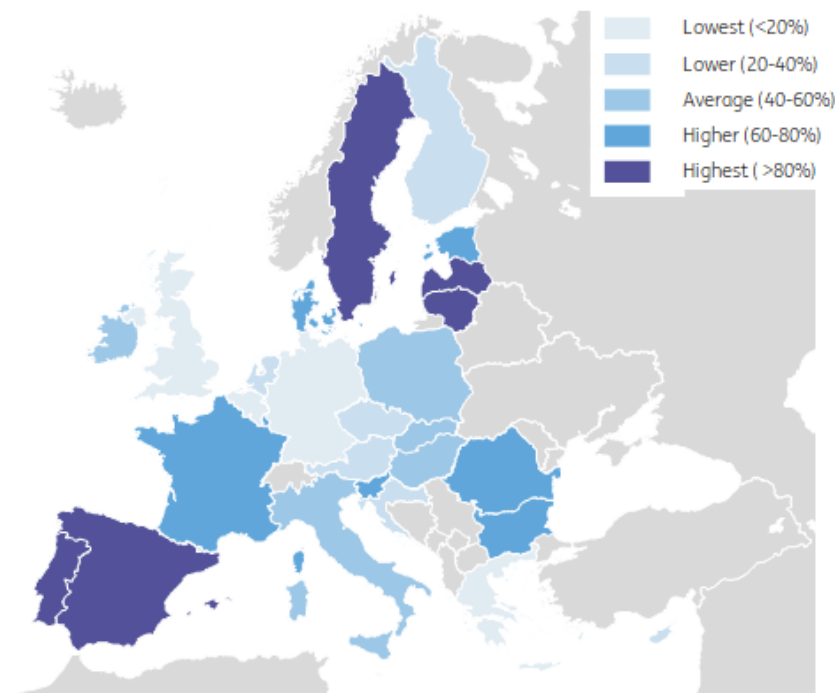 Lowest (<20%)
Lower (20-40%)
Average (40-60%)
Higher (60-80%)
Highest ( >80%)